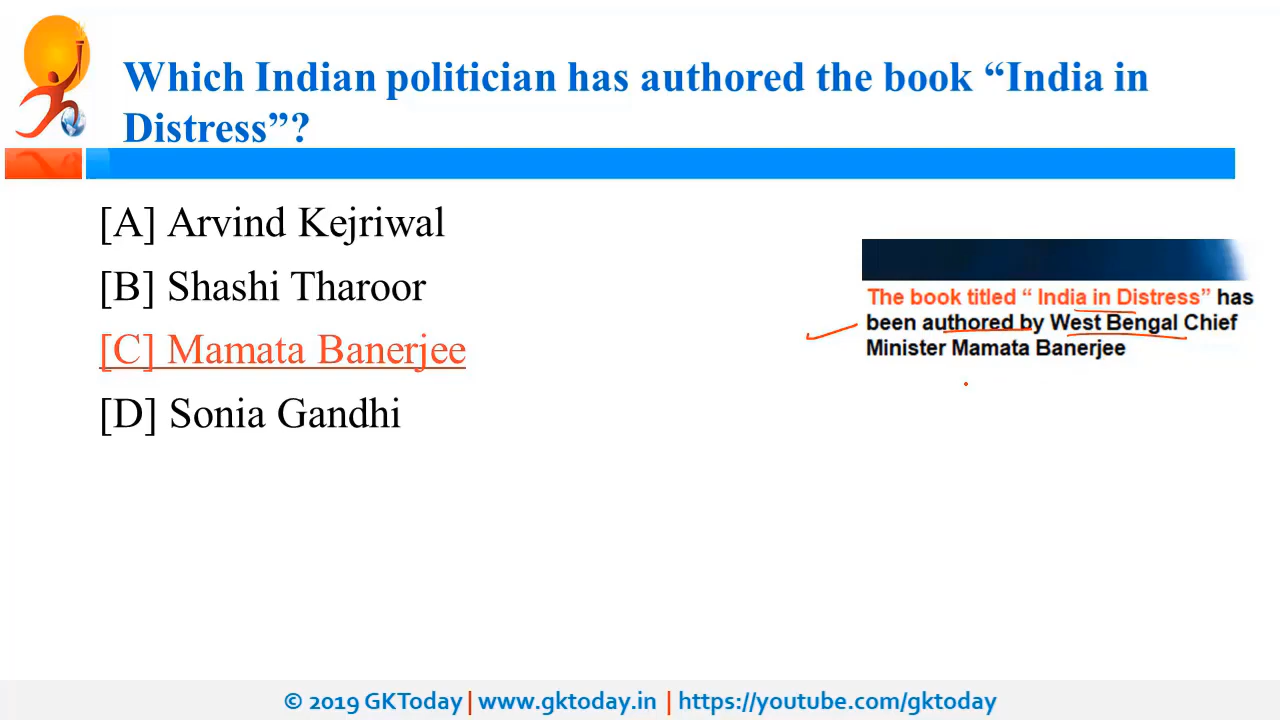 Which Indian politician has authored the book “India in
Distress”?
[A] Arvind Kejriwal
[B] Shashi Tharoor
[C] Mamata Banerjee
[D] Sonia Gandhi
The book titled “ India in Distress” has
been authored by West Bengal Chief
Minister Mamata Banerjee
© 2019 GKToday | www.gktoday.in | https://youtube.com/gktoday